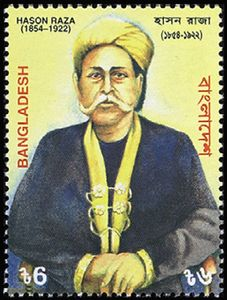 HASON RAZA
(1854-1922)
হাসন রাজা
(১৮৫৪-১৯২২)
BANGLADESH
বাংলাদেশ
৳6
৳৬